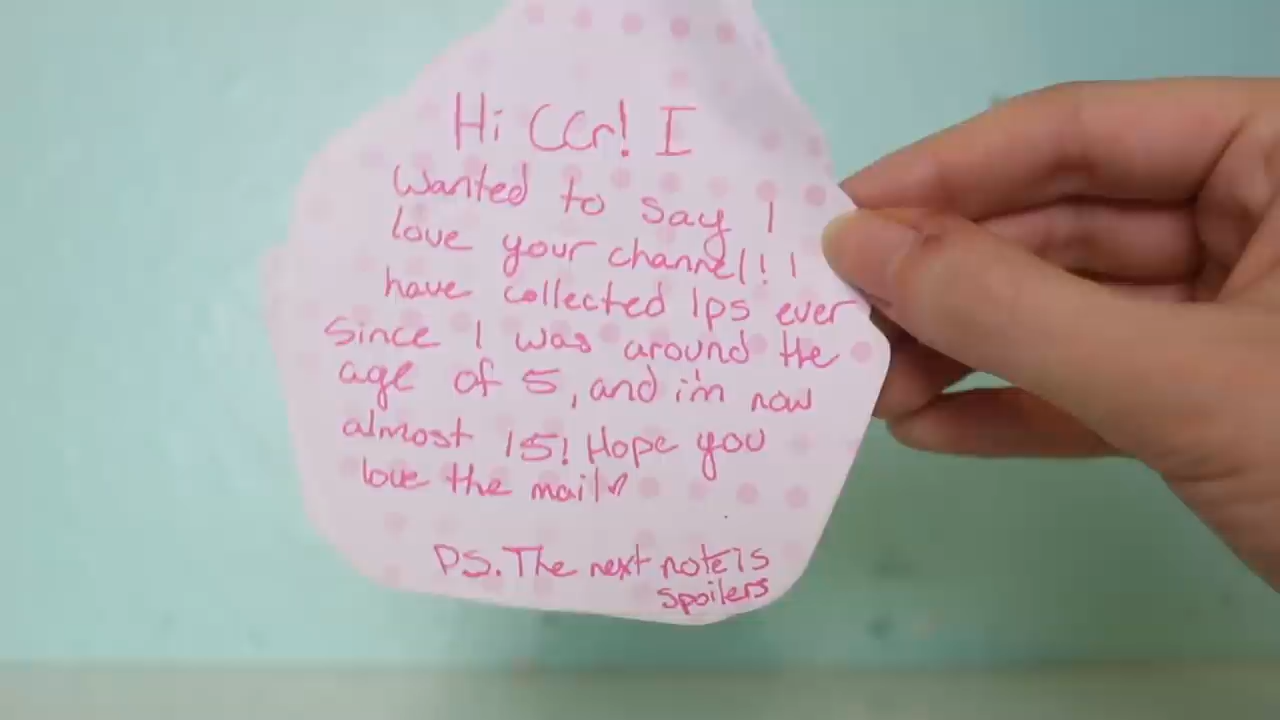 Hi CCr! I
Wanted to say I
love your channel! I
have collected lps ever
Since I was around the
age of 5, and i'm now
almost 15! Hope you
love the mail♡
PS. The next note is
spoilers